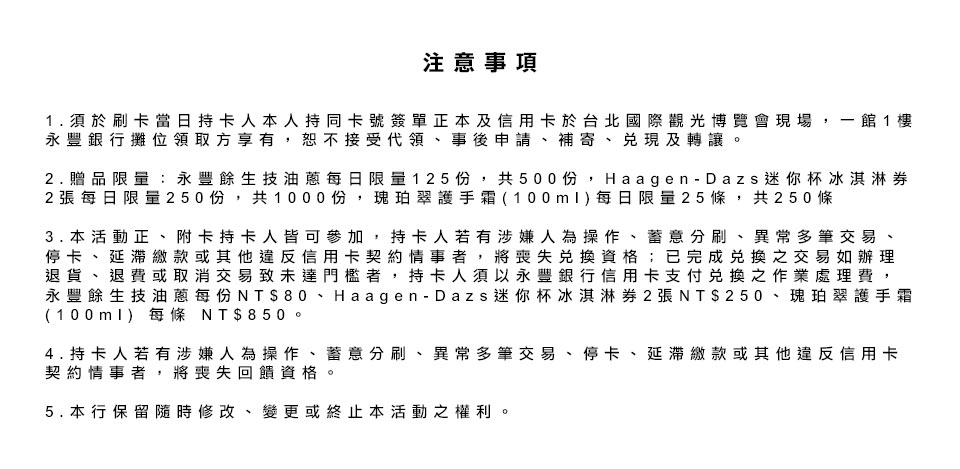 注意事項
1.須於刷卡當日持卡人本人持同卡號簽單正本及信用卡於台北國際觀光博覽會現場，一館1樓
永豐銀行攤位領取方享有，恕不接受代領、事後申請、補寄、兌現及轉讓。
2.贈品限量：永豐餘生技油蔥每日限量125份，共500份，Haagen-Dazs迷你杯冰淇淋券
2張每日限量250份，共1000份，瑰珀翠護手霜(100ml)每日限量25條，共250條
3.本活動正、附卡持卡人皆可參加，持卡人若有涉嫌人為操作、蓄意分刷、異常多筆交易、
停卡、延滯繳款或其他違反信用卡契約情事者，將喪失兌換資格；已完成兌換之交易如辦理
退貨、退費或取消交易致未達門檻者，持卡人須以永豐銀行信用卡支付兌換之作業處理費，
永豐餘生技油蔥每份NT$80、Haagen-Dazs迷你杯冰淇淋券2張NT$250、瑰珀翠護手霜
(100ml) 每條 NT$850。
4.持卡人若有涉嫌人為操作、蓄意分刷、異常多筆交易、停卡、延滯繳款或其他違反信用卡
契約情事者，將喪失回饋資格。
5.本行保留隨時修改、變更或終止本活動之權利。